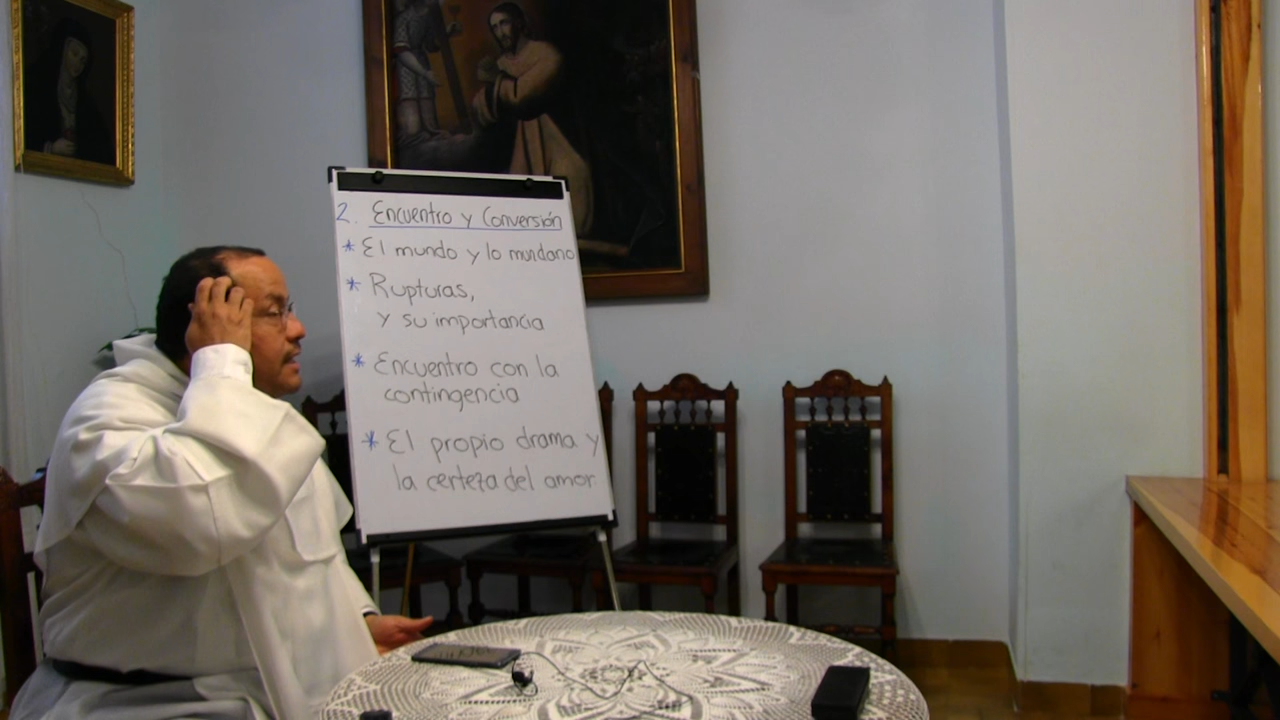 2. Encuentro y Conversión
* El mundo y lo mundano
* Rupturas,
y su importancia
* Encuentro con la
contingencia
* El propio drama y
la certeza del amor.